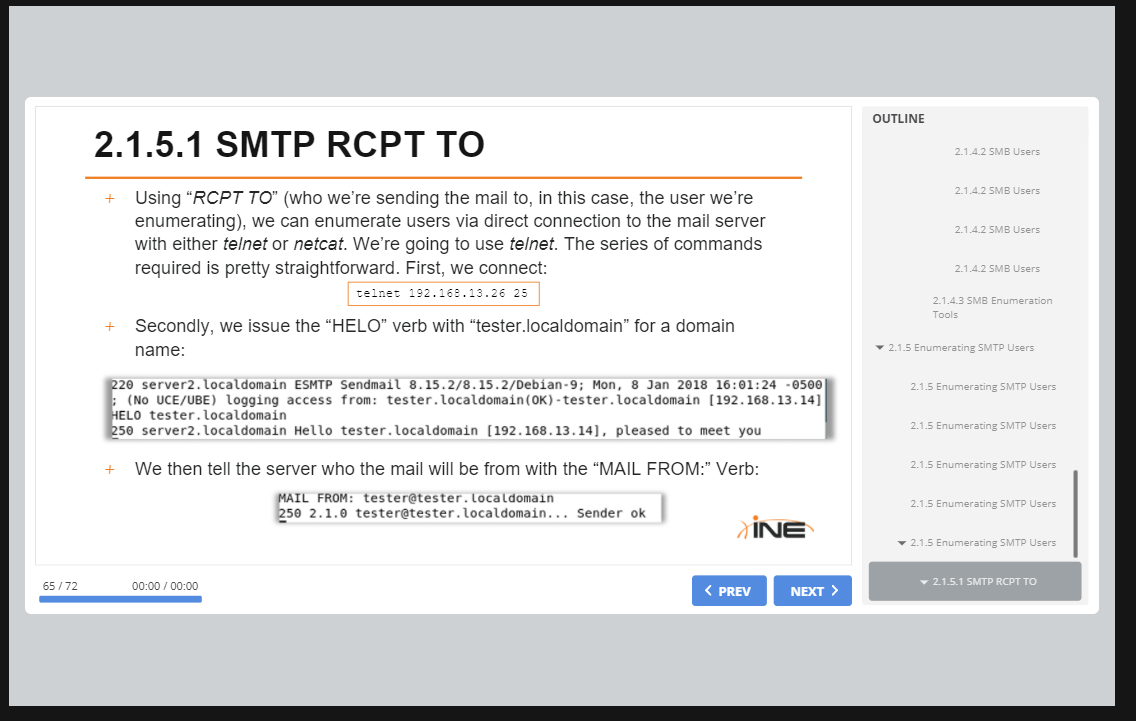 2.1.5.1 SMTP RCPT TO
+ Using “RCPT TO” (who we’re sending the mail to, in this case, the user we’re
enumerating), we can enumerate users via direct connection to the mail server
with either telnet or netcat. We’re going to use telnet. The series of commands
required is pretty straightforward. First, we connect:
telnet 192.168.13.26 25
+ Secondly, we issue the “HELO” verb with “tester.localdomain” for a domain
name:
220 server2.localdomain ESMTP Sendmail 8.15.2/8.15.2/Debian-9; Mon, 8 Jan 2018 16:01:24 -0500
; (No UCE/UBE) logging access from: tester.localdomain(OK)-tester.localdomain [192.168.13.14]
HELO tester.localdomain
250 server2.localdomain Hello tester.localdomain [192.168.13.14], pleased to meet you
+ We then tell the server who the mail will be from with the “MAIL FROM:” Verb:
MAIL FROM: tester@tester.localdomain
250 2.1.0 tester@tester.localdomain... Sender ok
INE
65 / 72
00:00 / 00:00
PREV
NEXT
OUTLINE
2.1.4.2 SMB Users
2.1.4.2 SMB Users
2.1.4.2 SMB Users
2.1.4.2 SMB Users
2.1.4.3 SMB Enumeration
Tools
2.1.5 Enumerating SMTP Users
2.1.5 Enumerating SMTP Users
2.1.5 Enumerating SMTP Users
2.1.5 Enumerating SMTP Users
2.1.5 Enumerating SMTP Users
2.1.5 Enumerating SMTP Users
2.1.5.1 SMTP RCPT TO